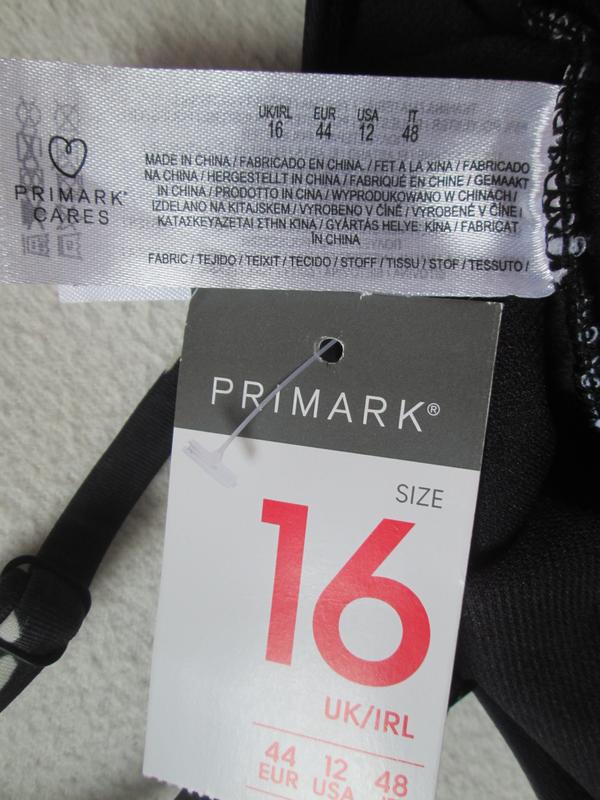 UK/IRL EUR USA IT
16 44 12 48
PRIMARK
CARES
MADE IN CHINA / FABRICADO EN CHINA. / FET A LA XINA / FABRICADO
NA CHINA / HERGESTELLT IN CHINA / FABRIQUÉ EN CHINE / GEMAAKT
IN CHINA / PRODOTTO IN CINA / WYPRODUKOWANO W CHINACH /
IZDELANO NA KITAJSKEM / VYROBENO V ČÍNĚ / VYROBENÉ V ČÍNE /
ΚΑΤΑΣΚΕΥΑΖΕΤΑΙ ΣΤΗΝ ΚΙΝΑ / GYÁRTÁS HELYE: KÍNA / FABRICAT
ÎN CHINA
FABRIC / TEJIDO / TEIXIT / TECIDO / STOFF / TISSU / STOF / TESSUTO /
PRIMARK®
SIZE
16
UK/IRL
44 12 48
EUR USA